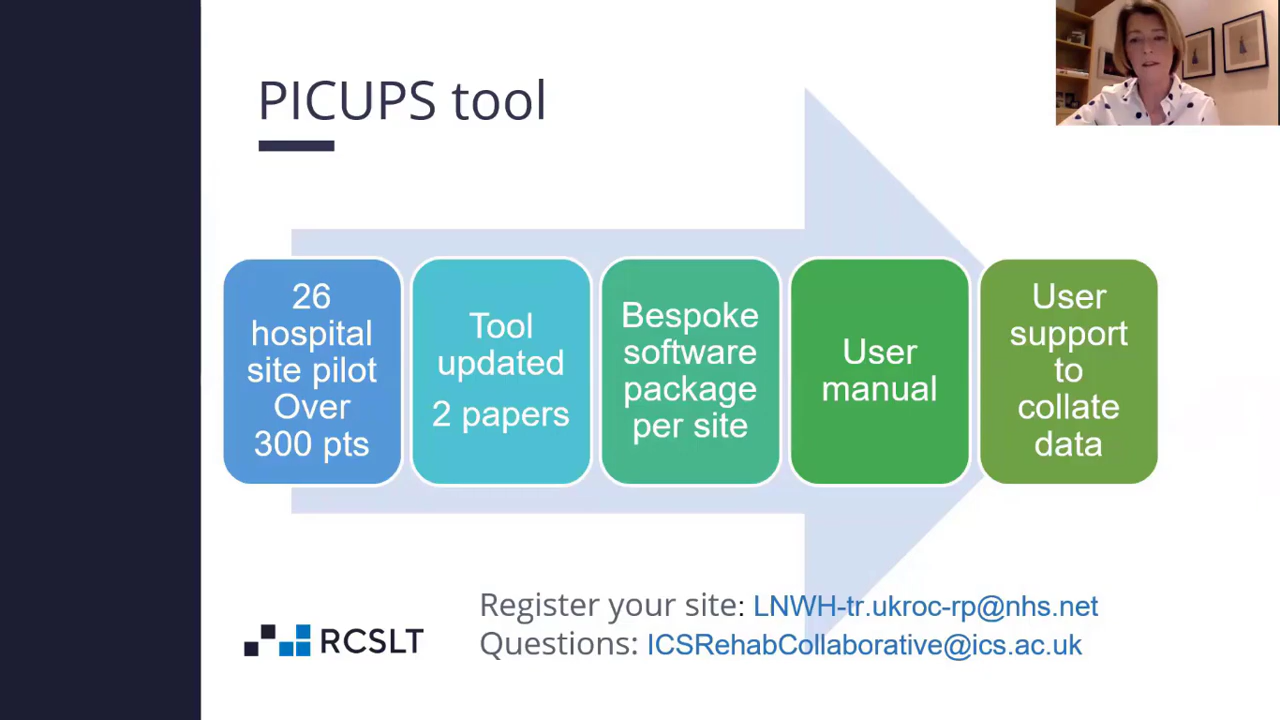 PICUPS tool
26
hospital
site pilot
Over
300 pts
Tool
updated
2 papers
Bespoke
software
package
per site
User
manual
User
support
to
collate
data
Register your site: LNWH-tr.ukroc-rp@nhs.net
Questions: ICSRehabCollaborative@ics.ac.uk
RCSLT